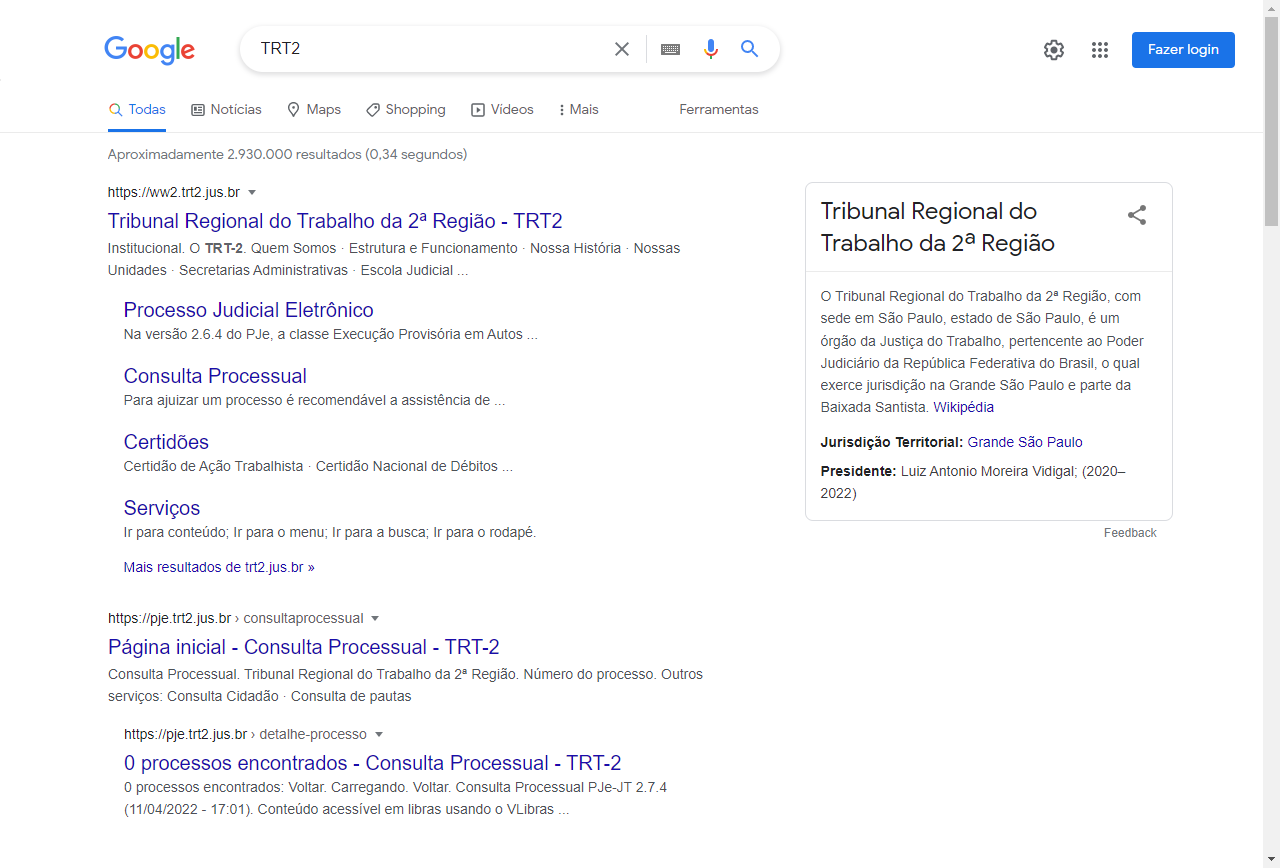 Google
TRT2
Fazer login
Todas
Notícias
Maps
Shopping
Vídeos
Mais
Ferramentas
Aproximadamente 2.930.000 resultados (0,34 segundos)
https://ww2.trt2.jus.br
Tribunal Regional do Trabalho da 2ª Região - TRT2
Institucional. O TRT-2. Quem Somos · Estrutura e Funcionamento · Nossa História · Nossas
Unidades · Secretarias Administrativas · Escola Judicial ...
Processo Judicial Eletrônico
Na versão 2.6.4 do PJe, a classe Execução Provisória em Autos ...
Consulta Processual
Para ajuizar um processo é recomendável a assistência de ...
Certidões
Certidão de Ação Trabalhista · Certidão Nacional de Débitos ...
Serviços
Ir para conteúdo; Ir para o menu; Ir para a busca; Ir para o rodapé.
Mais resultados de trt2.jus.br »
https://pje.trt2.jus.br › consultaprocessual
Página inicial - Consulta Processual - TRT-2
Consulta Processual. Tribunal Regional do Trabalho da 2ª Região. Número do processo. Outros
serviços: Consulta Cidadão · Consulta de pautas
https://pje.trt2.jus.br › detalhe-processo
0 processos encontrados - Consulta Processual - TRT-2
0 processos encontrados: Voltar. Carregando. Voltar. Consulta Processual PJe-JT 2.7.4
(11/04/2022 - 17:01). Conteúdo acessível em libras usando o VLibras ...
Tribunal Regional do
Trabalho da 2ª Região
O Tribunal Regional do Trabalho da 2ª Região, com
sede em São Paulo, estado de São Paulo, é um
órgão da Justiça do Trabalho, pertencente ao Poder
Judiciário da República Federativa do Brasil, o qual
exerce jurisdição na Grande São Paulo e parte da
Baixada Santista. Wikipédia
Jurisdição Territorial: Grande São Paulo
Presidente: Luiz Antonio Moreira Vidigal; (2020–
2022)
Feedback